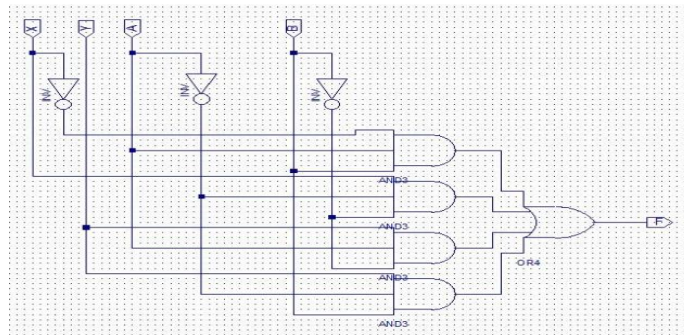 X Y A B
INV INV INV
AND3
AND3
F
OR4
AND3
AND3